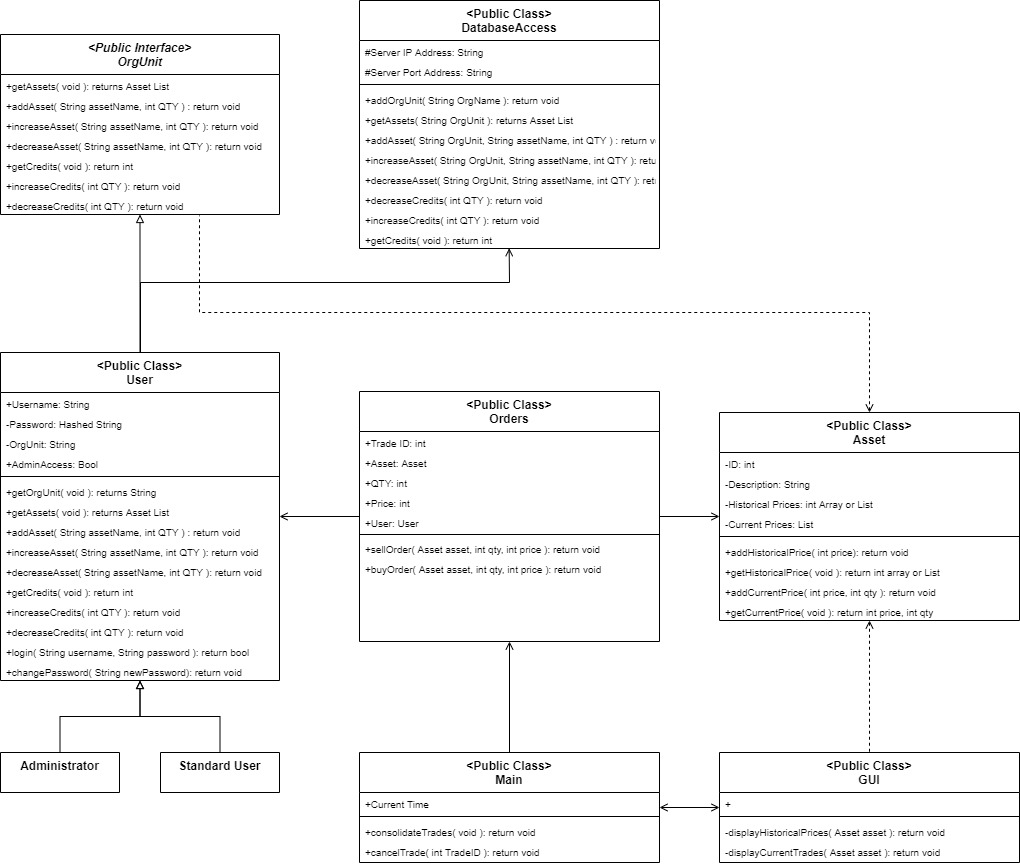 <Public Interface>
OrgUnit
+getAssets( void ): returns Asset List
+addAsset( String assetName, int QTY ) : return void
+increaseAsset( String assetName, int QTY ): return void
+decreaseAsset( String assetName, int QTY ): return void
+getCredits( void ): return int
+increaseCredits( int QTY ): return void
+decreaseCredits( int QTY ): return void
<Public Class>
DatabaseAccess
#Server IP Address: String
#Server Port Address: String
+addOrgUnit( String OrgName ): return void
+getAssets( String OrgUnit ): returns Asset List
+addAsset( String OrgUnit, String assetName, int QTY ) : return v
+increaseAsset( String OrgUnit, String assetName, int QTY ): retu
+decreaseAsset( String OrgUnit, String assetName, int QTY ): ret
+decreaseCredits( int QTY ): return void
+increaseCredits( int QTY ): return void
+getCredits( void ): return int
<Public Class>
User
+Username: String
-Password: Hashed String
-OrgUnit: String
+AdminAccess: Bool
+getOrgUnit( void ): returns String
+getAssets( void ): returns Asset List
+addAsset( String assetName, int QTY ) : return void
+increaseAsset( String assetName, int QTY ): return void
+decreaseAsset( String assetName, int QTY ): return void
+getCredits( void ): return int
+increaseCredits( int QTY ): return void
+decreaseCredits( int QTY ): return void
+login( String username, String password ): return bool
+changePassword( String newPassword): return void
<Public Class>
Orders
+Trade ID: int
+Asset: Asset
+QTY: int
+Price: int
+User: User
+sellOrder( Asset asset, int qty, int price ): return void
+buyOrder( Asset asset, int qty, int price ): return void
<Public Class>
Asset
-ID: int
-Description: String
-Historical Prices: int Array or List
-Current Prices: List
+addHistoricalPrice( int price): return void
+getHistoricalPrice( void ): return int array or List
+addCurrentPrice( int price, int qty ): return void
+getCurrentPrice( void ): return int price, int qty
Administrator
Standard User
<Public Class>
Main
+Current Time
+consolidateTrades( void ): return void
+cancelTrade( int TradeID ): return void
<Public Class>
GUI
+
-displayHistoricalPrices( Asset asset ): return void
-displayCurrentTrades( Asset asset ): return void